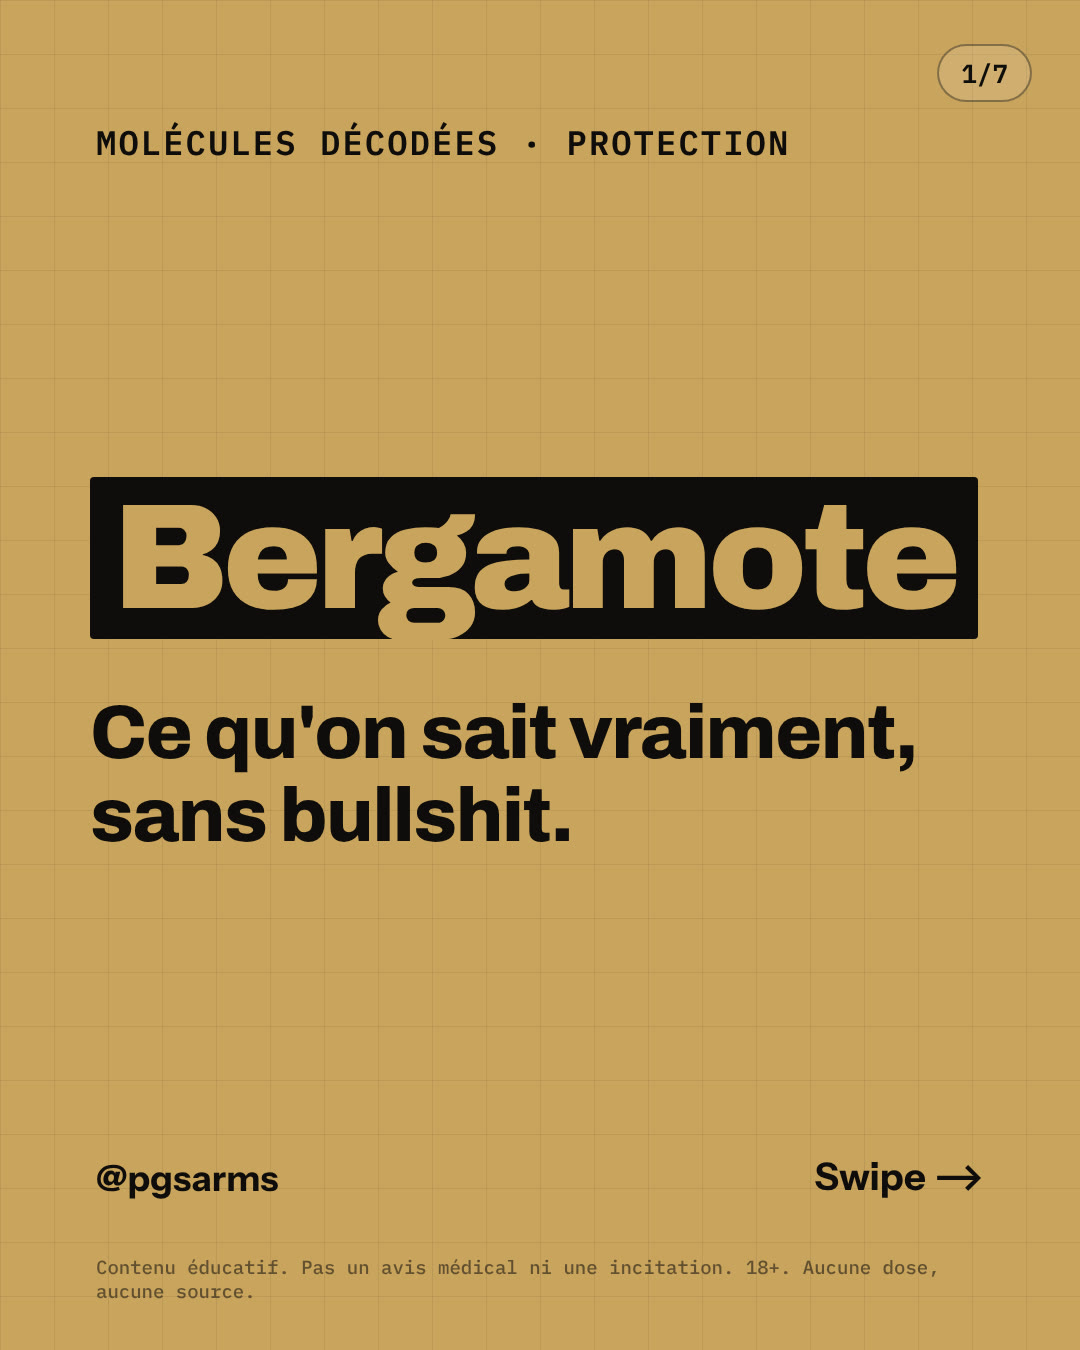 1/7
MOLÉCULES DÉCODÉES · PROTECTION
Bergamote
Ce qu'on sait vraiment,
sans bullshit.
@pgsarms
Swipe →
Contenu éducatif. Pas un avis médical ni une incitation. 18+. Aucune dose,
aucune source.